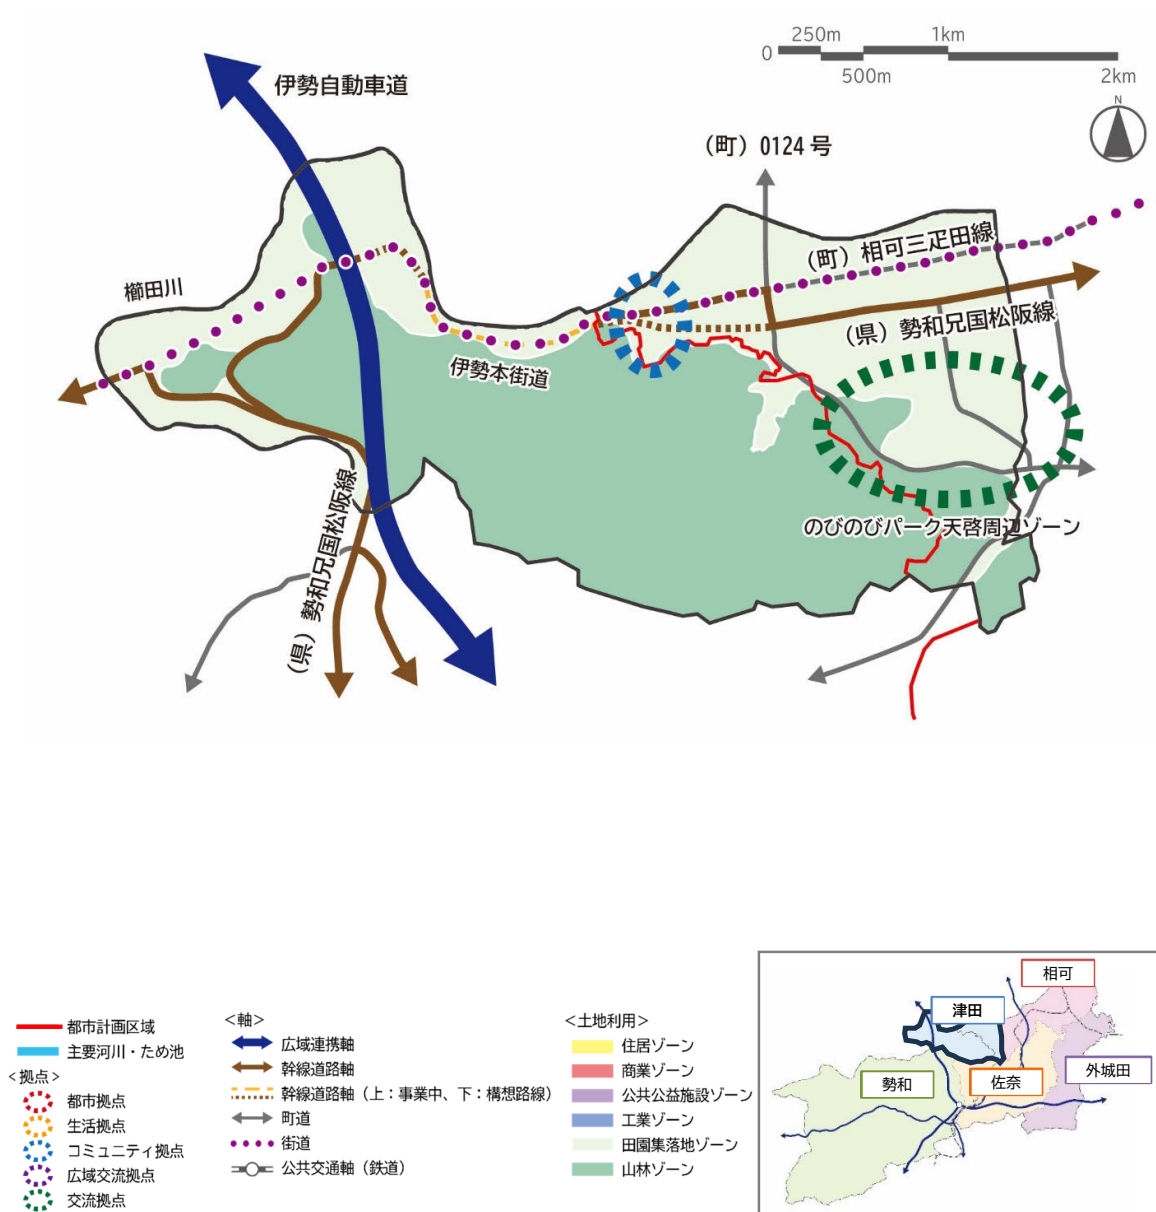 250m
1km
0
500m
2km
N
伊勢自動車道
(町) 0124 号
(町) 相可三疋田線
櫛田川
(県) 勢和兄国松阪線
伊勢本街道
のびのびパーク天啓周辺ゾーン
(県) 勢和兄国松阪線
都市計画区域
主要河川・ため池
<拠点>
都市拠点
生活拠点
コミュニティ拠点
広域交流拠点
交流拠点
<軸>
広域連携軸
幹線道路軸
幹線道路軸(上:事業中、下:構想路線)
町道
街道
公共交通軸(鉄道)
<土地利用>
住居ゾーン
商業ゾーン
公共公益施設ゾーン
工業ゾーン
田園集落地ゾーン
山林ゾーン
相可
津田
外城田
勢和
佐奈